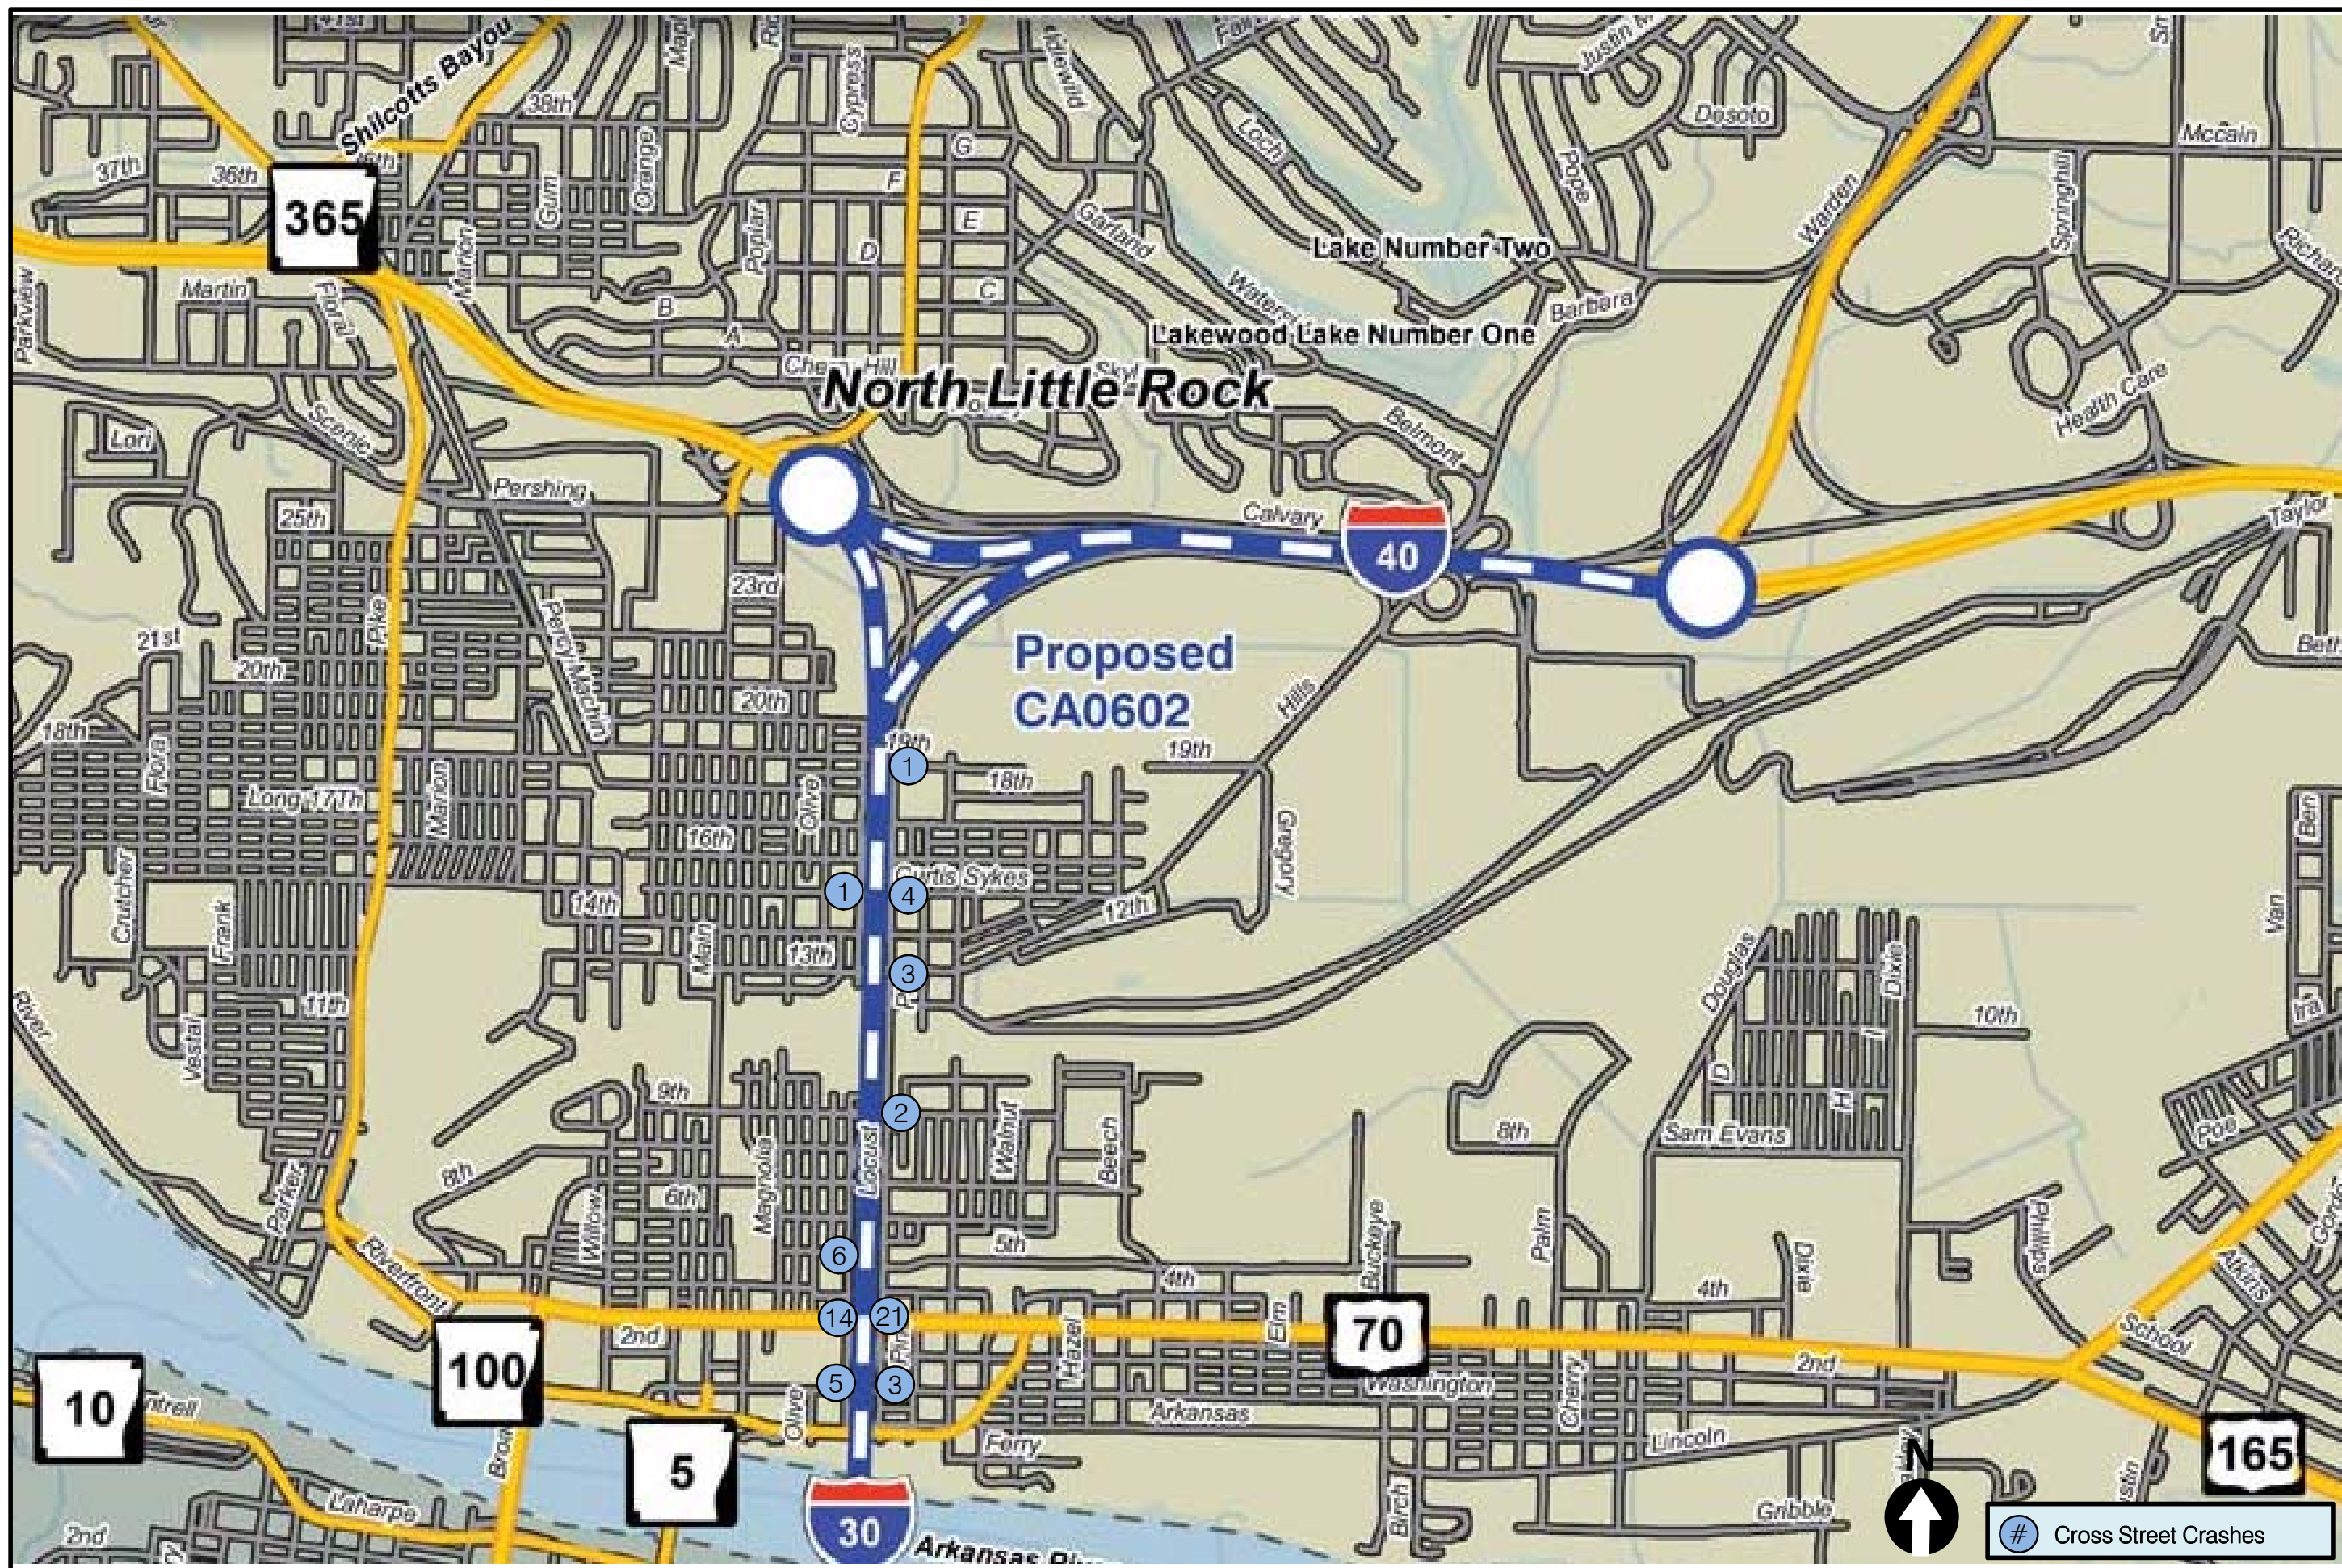 Shilcotts Bayou
38th
Cypress
G
Loch
Desoto
Mccain
37th
36th
365
Gum
Orange
F
Pope
Warden
Springhill
Marion
Poplar
E
D
Garland
Lake Number Two
Parkview
Martin
Floral
B
A
C
Barbara
Lakewood Lake Number One
North Little Rock
Health Care
Lori
Scenic
Belmont
Pershing
25th
Calvary
40
Taylor
23rd
Pike
Percy Machin
21st
20th
20th
Proposed
CA0602
Hills
18th
19th
19th
1
18th
Flora
Long 17Th
Marion
Olive
16th
Gregory
Ben
Crutcher
Frank
14th
1
4
Curtis Sykes
12th
Main
13th
3
Van
River
11th
Vestal
Douglas
Dixie
10th
Ira
I
D
H
9th
2
Locust
Walnut
Beech
8th
Sam Evans
Poe
Parker
8th
6th
Magnolia
Willow
Buckeye
Palm
Phillips
Riverfront
6
5th
4th
4th
Dixie
Atkins
14
21
Elm
70
School
100
2nd
Hazel
Cherry
2nd
10
5
3
Washington
Arkansas
Olive
Ferry
Lincoln
5
165
Laharpe
30
Birch
Gribble
N
2nd
# Cross Street Crashes